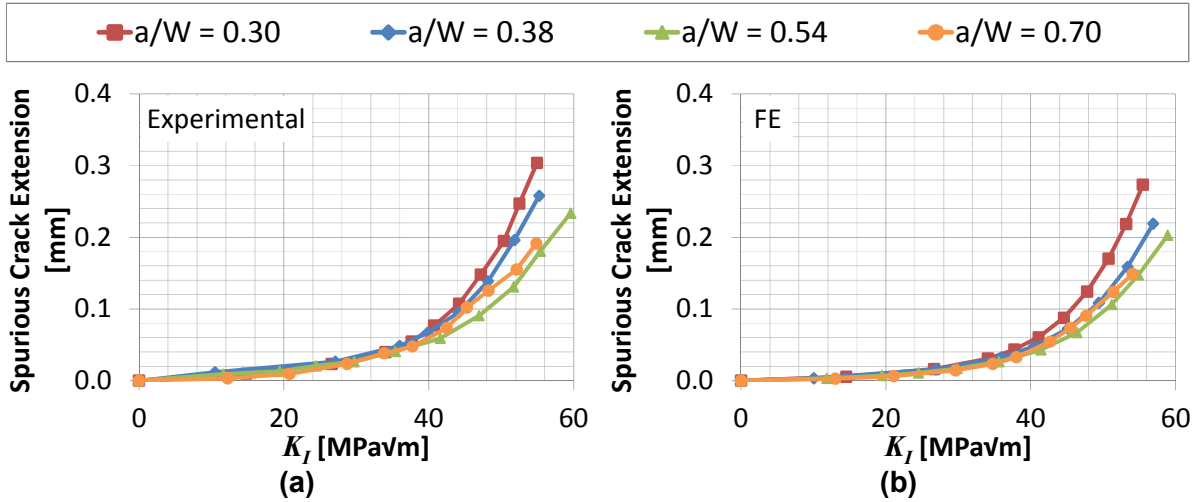 a/W = 0.30 a/W = 0.38 a/W = 0.54 a/W = 0.70
Spurious Crack Extension
[mm]
0.4
0.3
0.2
0.1
0.0
Experimental
0 20 40 60
K_I [MPa√m]
(a)
Spurious Crack Extension
[mm]
0.4
0.3
0.2
0.1
0.0
FE
0 20 40 60
K_I [MPa√m]
(b)